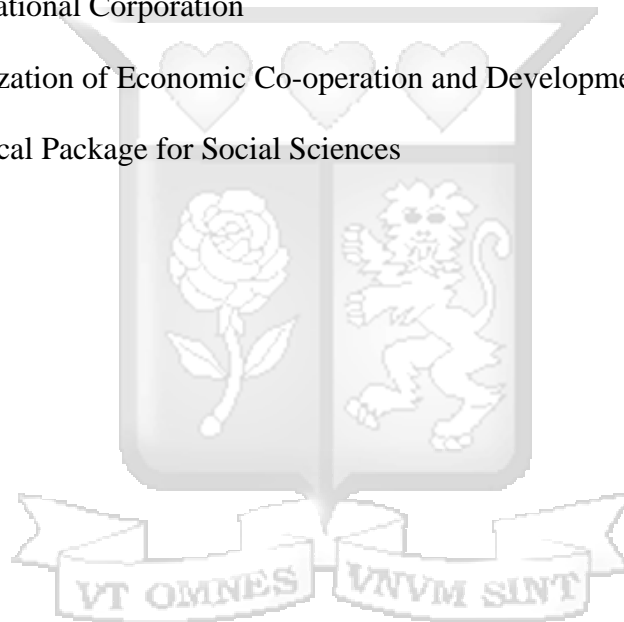 ational Corporation
zation of Economic Co-operation and Developme
cal Package for Social Sciences
VT OMNES VNVM SINT